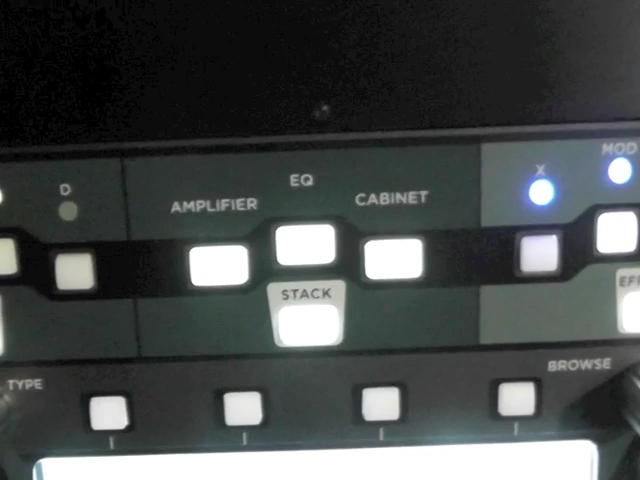 D
AMPLIFIER
EQ
CABINET
X
MOD
STACK
TYPE
BROWSE